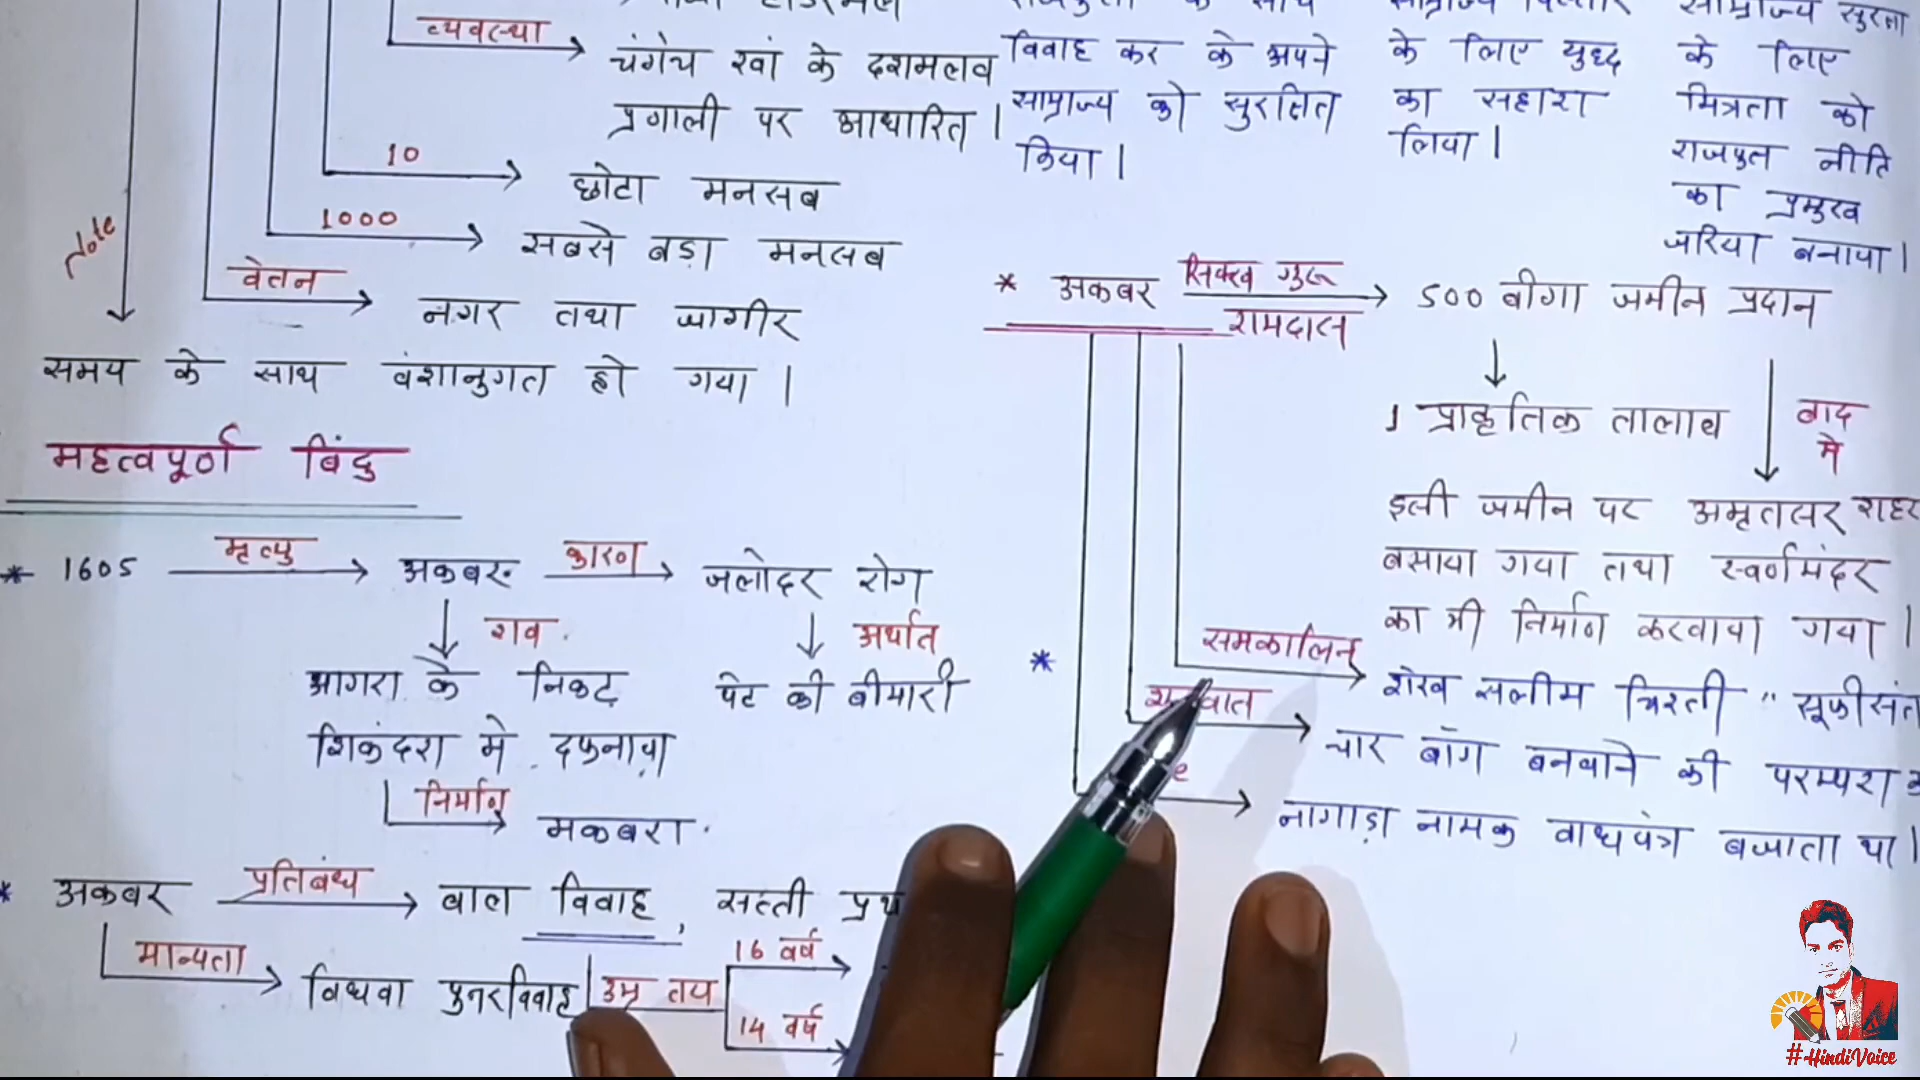 व्यवस्था
चंगेच खां के दशमलव
प्रणाली पर आधारित।
10
छोटा मनसब
1000
सबसे बड़ा मनसब
Note
वेतन
नगर तथा जागीर
समय के साथ वंशानुगत हो गया।
महत्वपूर्ण बिंदु
* 1605 मृत्यु अकबर कारण जलोदर रोग
शव अर्थात
आगरा के निकट पेट की बीमारी
शिकंदरा मे दफनाया
निर्माण
मकबरा
* अकबर प्रतिबंध बाल विवाह, सत्ती
मान्यता
विधवा पुनरविवाह उम्र तय
16 वर्ष
14 वर्ष
विवाह कर के अपने
साम्राज्य को सुरक्षित
किया।
के लिए युध्द
का सहारा
लिया।
साम्राज्य सुरक्षा
के लिए
मित्रता को
राजपुत नीति
का प्रमुख
जरिया बनाया।
* अकबर सिक्ख गुरू रामदास 500 बीगा जमीन प्रदान
1 प्राकृतिक तालाब
बाद
मे
इसी जमीन पर अमृतसर शहर
बसाया गया तथा स्वर्णमंदर
का भी निर्माण करवाया गया।
* समकालिन
शेख सलीम चिश्ती " सूफीसंत
चार बॉग बनवाने की परम्परा
नागाड़ा नामक वाध्यंत्र बजाता था।
#HindiVoice